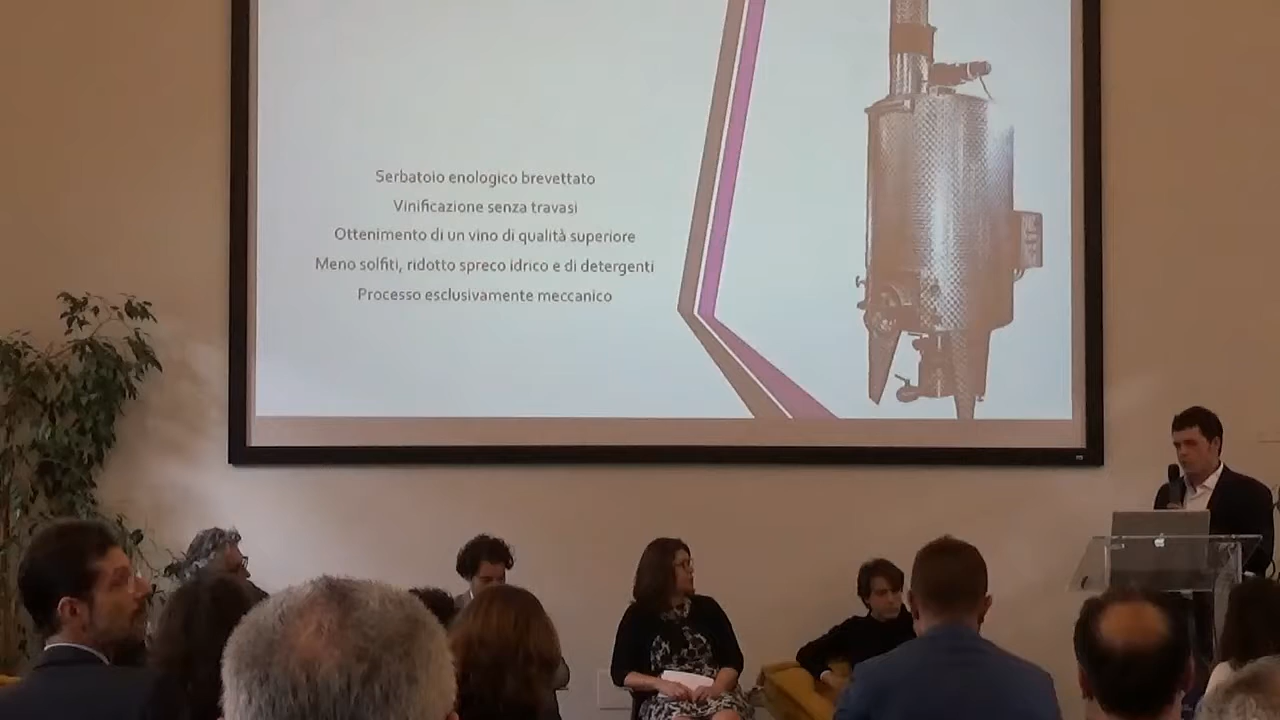 Serbatoio enologico brevettato
Vinificazione senza travasi
Ottenimento di un vino di qualità superiore
Meno solfiti, ridotto spreco idrico e di detergenti
Processo esclusivamente meccanico